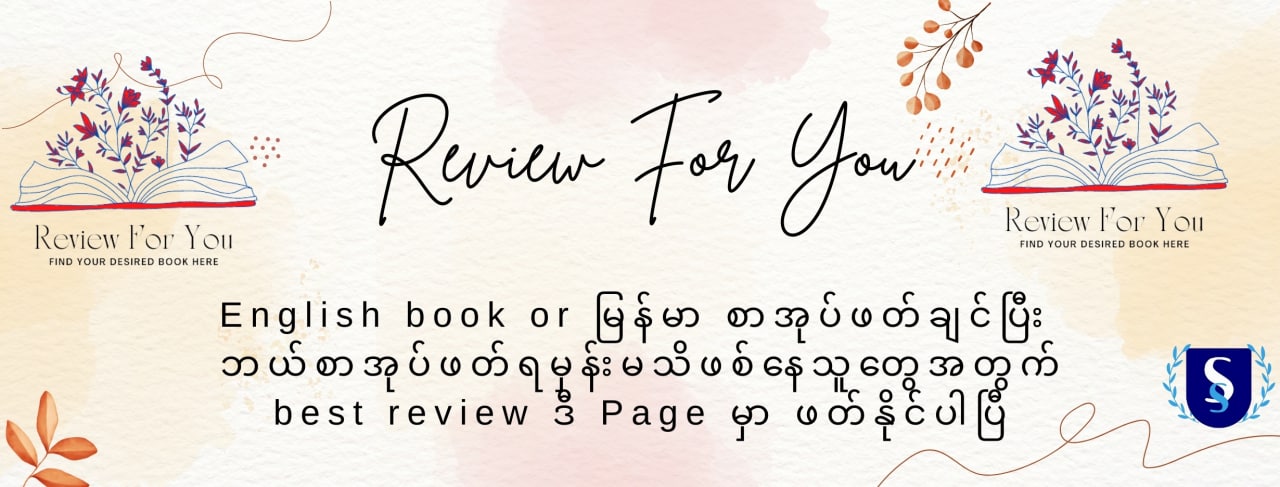 Review For You
Review For You
FIND YOUR DESIRED BOOK HERE
Review For You
FIND YOUR DESIRED BOOK HERE
English book or မြန်မာ စာအုပ်ဖတ်ချင်ပြီး
ဘယ်စာအုပ်ဖတ်ရမှန်းမသိဖစ်နေသူတွေအတွက်
best review ဒီ Page မှာ ဖတ်နိုင်ပါပြီ
SS